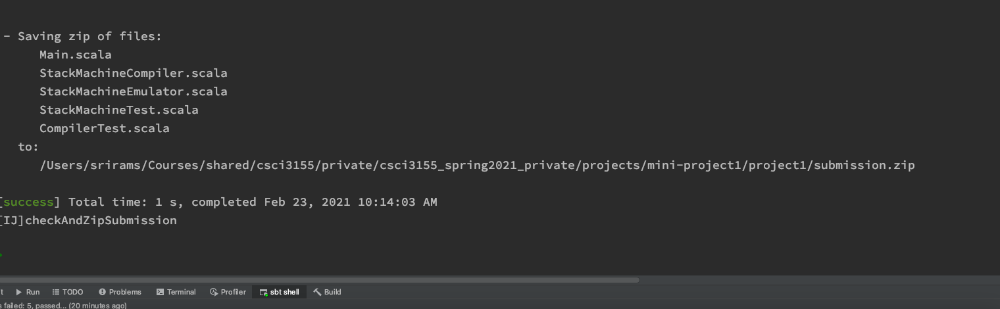 - Saving zip of files:
Main.scala
StackMachineCompiler.scala
StackMachineEmulator.scala
StackMachineTest.scala
CompilerTest.scala
to:
/Users/srirams/Courses/shared/csci3155/private/csci3155_spring2021_private/projects/mini-project1/project1/submission.zip
[success] Total time: 1 s, completed Feb 23, 2021 10:14:03 AM
[IJ]checkAndZipSubmission
t Run TODO Problems Terminal Profiler sbt shell Build
s failed: 5, passed... (20 minutes ago)